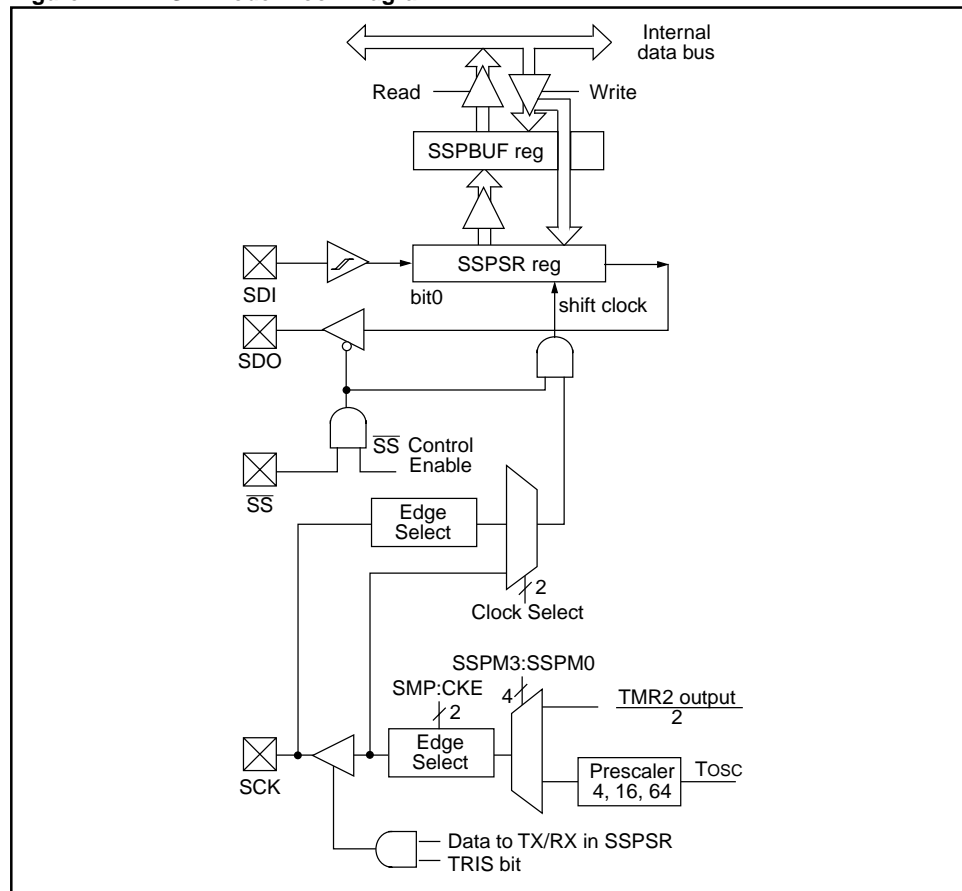 Internal
data bus
Read
Write
SSPBUF reg
SSPSR reg
SDI
bit0
shift clock
SDO
SS Control
Enable
SS
Edge
Select
2
Clock Select
SSPM3:SSPM0
SMP:CKE
4
TMR2 output
2
2
Edge
Select
SCK
Prescaler
4, 16, 64
TOSC
Data to TX/RX in SSPSR
TRIS bit